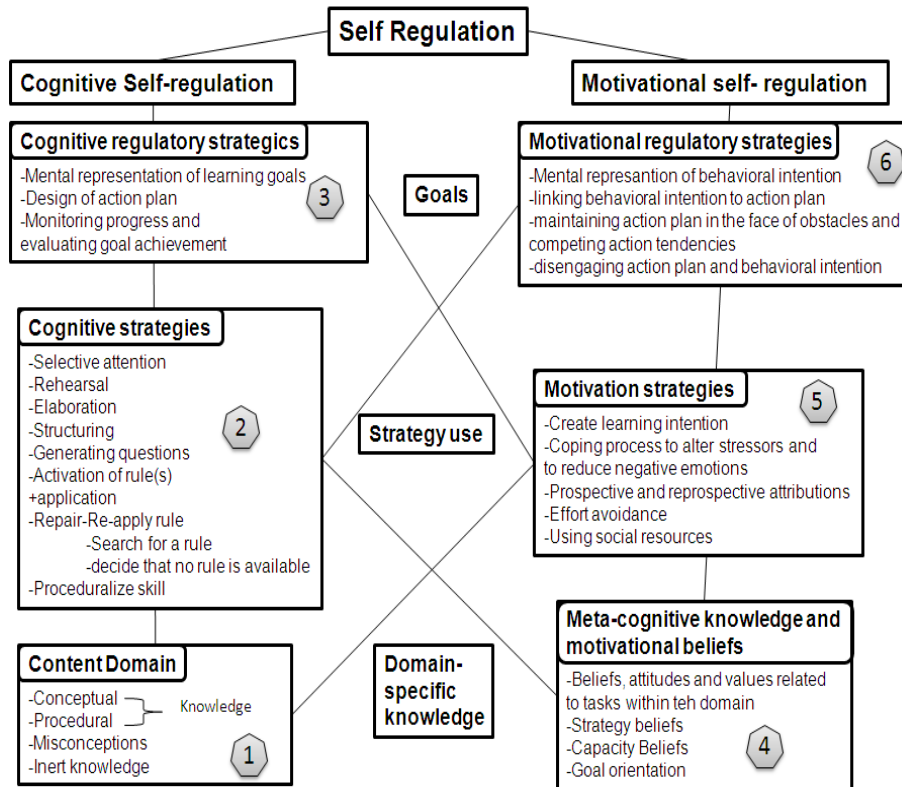 Self Regulation
Cognitive Self-regulation
Motivational self- regulation
Cognitive regulatory strategics
-Mental representation of learning goals
-Design of action plan
-Monitoring progress and
evaluating goal achievement
3
Goals
Motivational regulatory strategies
-Mental represantion of behavioral intention
-linking behavioral intention to action plan
-maintaining action plan in the face of obstacles and
competing action tendencies
-disengaging action plan and behavioral intention
6
Cognitive strategies
-Selective attention
-Rehearsal
-Elaboration
-Structuring
-Generating questions
-Activation of rule(s)
+application
-Repair-Re-apply rule
-Search for a rule
-decide that no rule is available
-Proceduralize skill
2
Strategy use
Motivation strategies
-Create learning intention
-Coping process to alter stressors and
to reduce negative emotions
-Prospective and reprospective attributions
-Effort avoidance
-Using social resources
5
Content Domain
-Conceptual
-Procedural
Knowledge
-Misconceptions
-Inert knowledge
1
Domain-
specific
knowledge
Meta-cognitive knowledge and
motivational beliefs
-Beliefs, attitudes and values related
to tasks within teh domain
-Strategy beliefs
-Capacity Beliefs
-Goal orientation
4